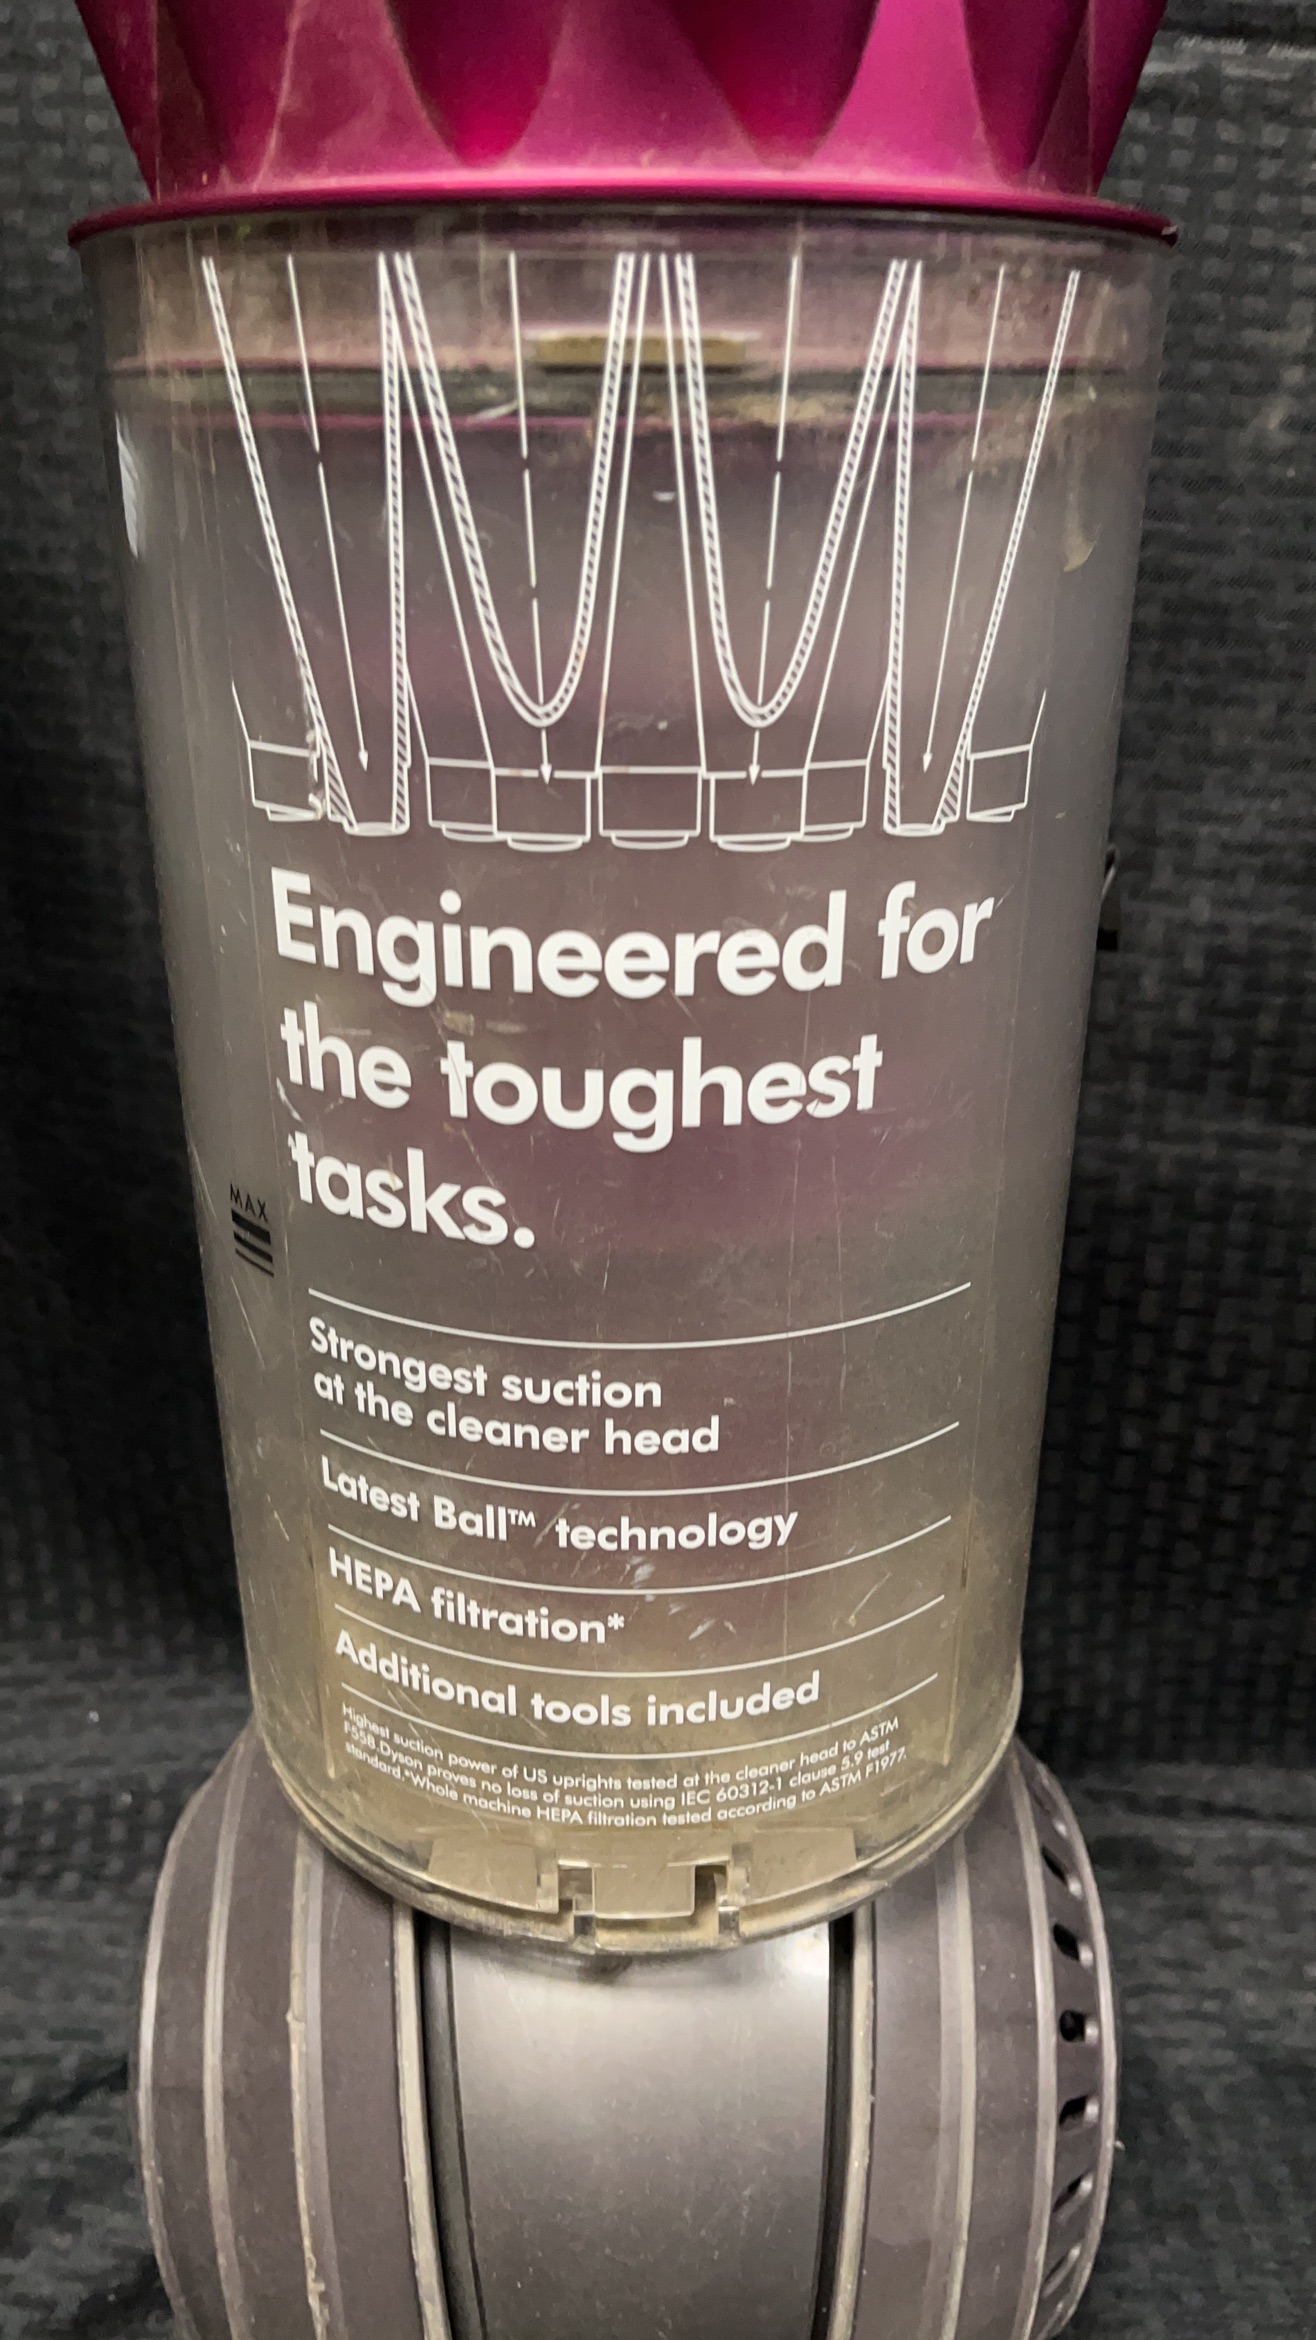 Engineered for
the toughest
tasks.
MAX
Strongest suction
at the cleaner head
Latest Ball™ technology
HEPA filtration*
Additional tools included
Highest suction power of US uprights tested at the cleaner head to ASTM
F558.Dyson proves no loss of suction using IEC 60312-1 clause 5.9 test
standard.*Whole machine HEPA filtration tested according to ASTM F1977.